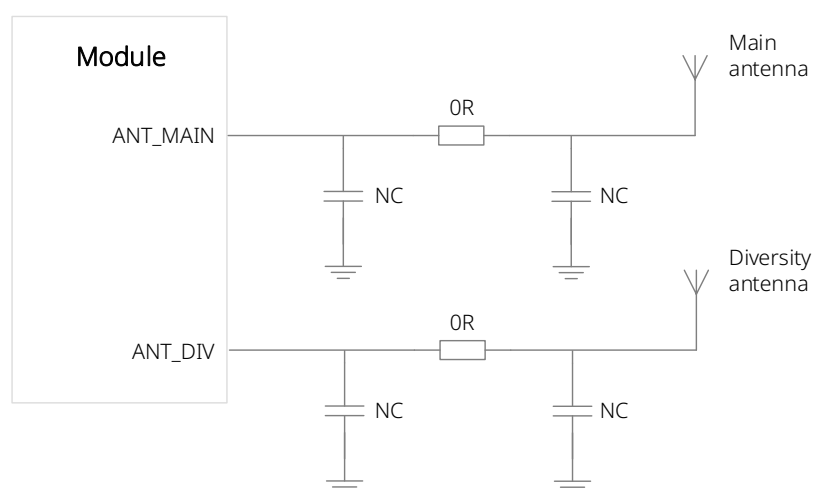 Module
Main
antenna
0R
ANT_MAIN
NC
NC
Diversity
antenna
0R
ANT_DIV
NC
NC